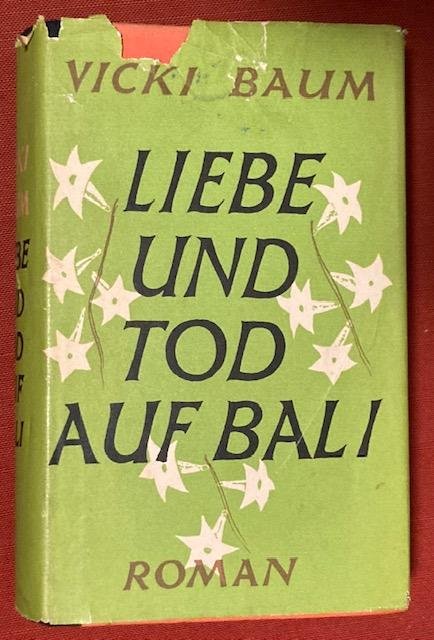 VICKI BAUM
LIEBE
UND
TOD
AUF BALI
ROMAN